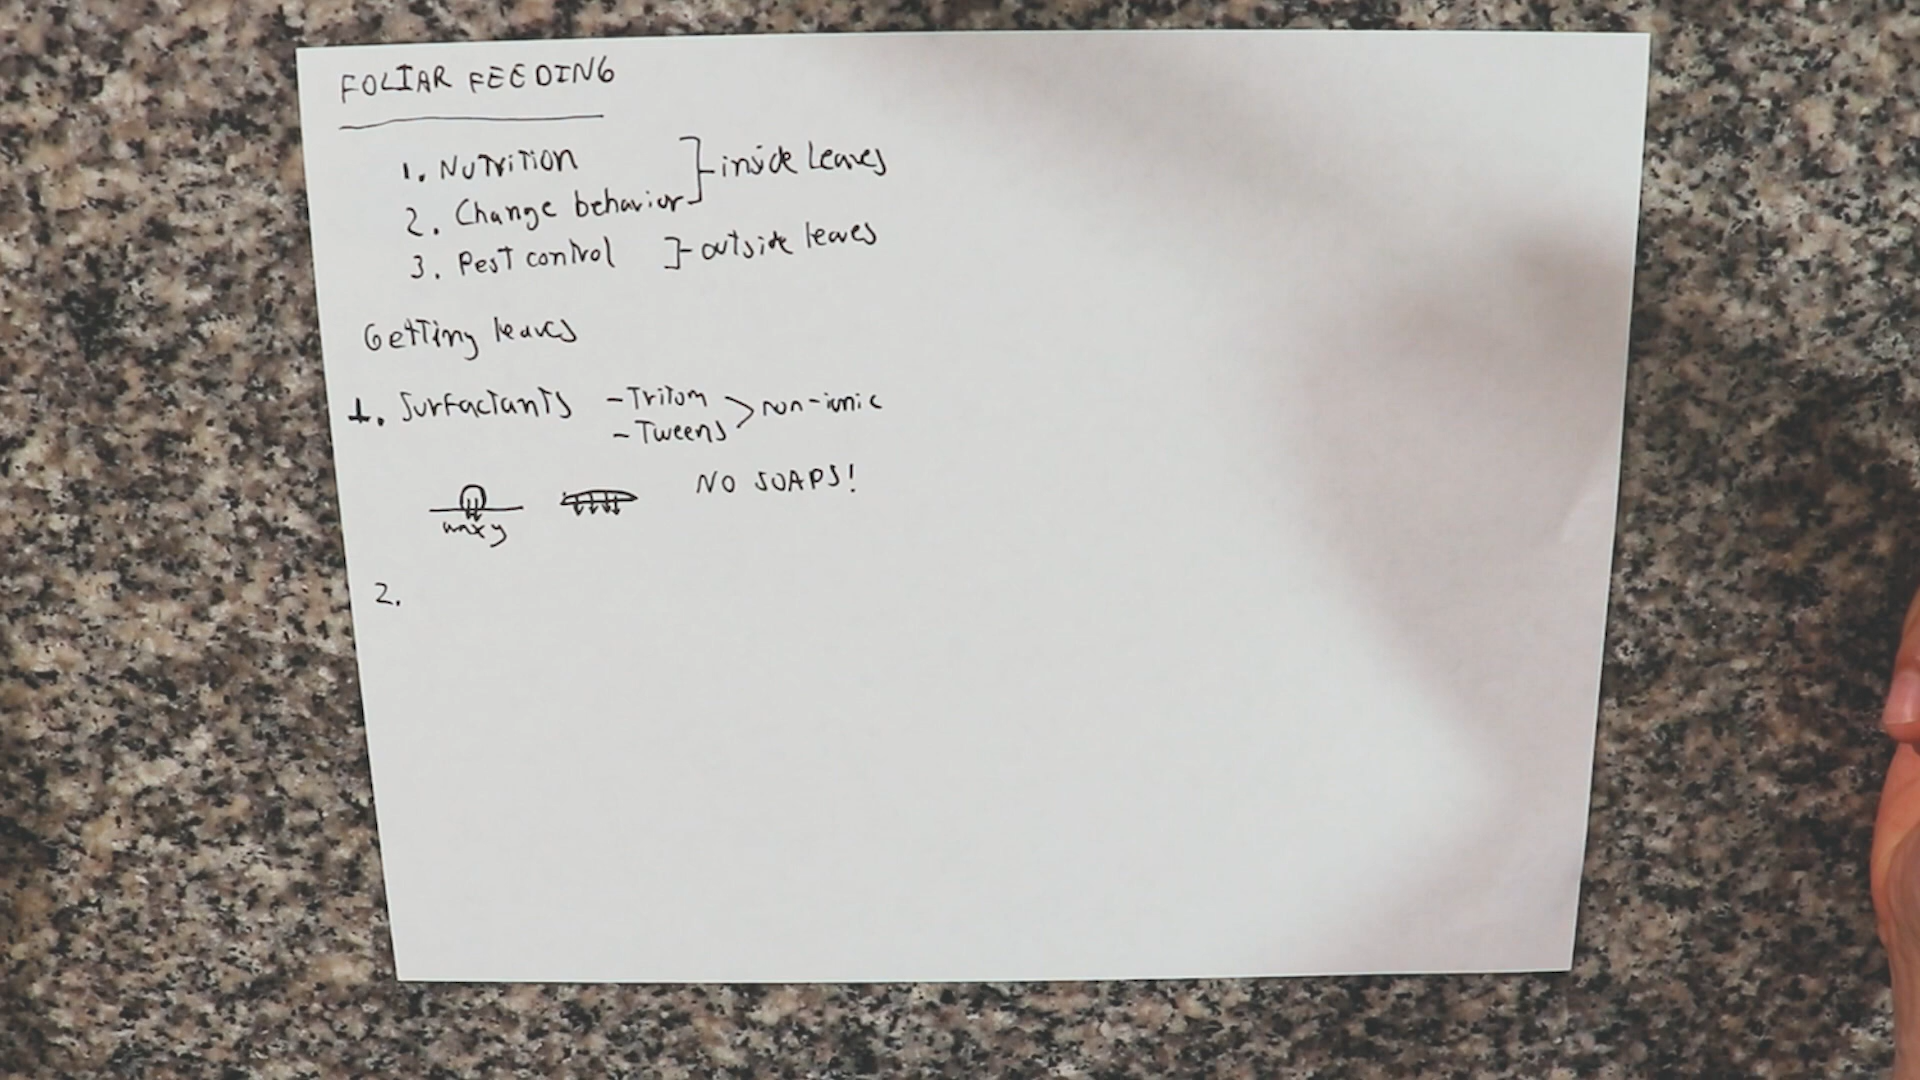 FOLIAR FEEDING
1. Nutrition
2. Change behavior
inside leaves
3. Pest control
outside leaves
Getting leaves
1. Surfactants
- Triton
- Tweens
non-ionic
NO SOAPS!
waxy
2.